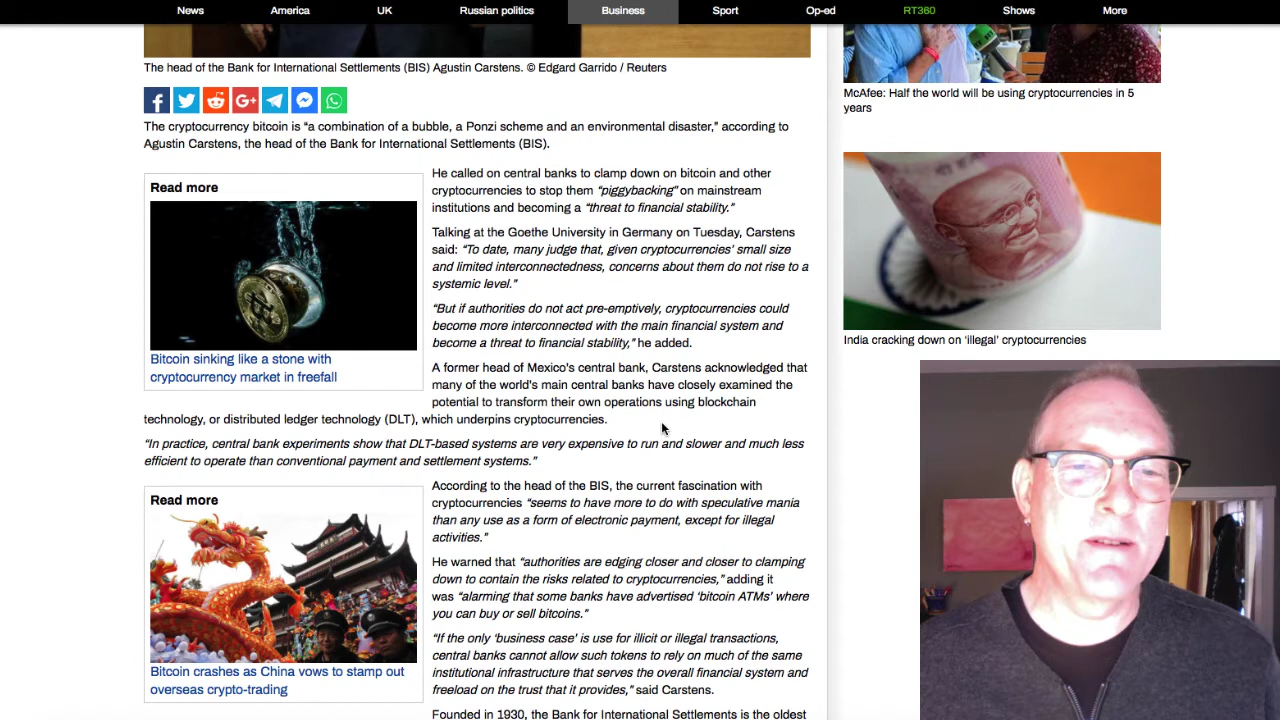 News America UK Russian politics Business Sport Op-ed RT360 Shows More
The head of the Bank for International Settlements (BIS) Agustin Carstens. © Edgard Garrido / Reuters
The cryptocurrency bitcoin is “a combination of a bubble, a Ponzi scheme and an environmental disaster,” according to
Agustin Carstens, the head of the Bank for International Settlements (BIS).
Read more
Bitcoin sinking like a stone with
cryptocurrency market in freefall
He called on central banks to clamp down on bitcoin and other
cryptocurrencies to stop them “piggybacking” on mainstream
institutions and becoming a “threat to financial stability.”
Talking at the Goethe University in Germany on Tuesday, Carstens
said: “To date, many judge that, given cryptocurrencies’ small size
and limited interconnectedness, concerns about them do not rise to a
systemic level.”
“But if authorities do not act pre-emptively, cryptocurrencies could
become more interconnected with the main financial system and
become a threat to financial stability,” he added.
A former head of Mexico’s central bank, Carstens acknowledged that
many of the world’s main central banks have closely examined the
potential to transform their own operations using blockchain
technology, or distributed ledger technology (DLT), which underpins cryptocurrencies.
“In practice, central bank experiments show that DLT-based systems are very expensive to run and slower and much less
efficient to operate than conventional payment and settlement systems.”
Read more
Bitcoin crashes as China vows to stamp out
overseas crypto-trading
According to the head of the BIS, the current fascination with
cryptocurrencies “seems to have more to do with speculative mania
than any use as a form of electronic payment, except for illegal
activities.”
He warned that “authorities are edging closer and closer to clamping
down to contain the risks related to cryptocurrencies,” adding it
was “alarming that some banks have advertised ‘bitcoin ATMs’ where
you can buy or sell bitcoins.”
“If the only ‘business case’ is use for illicit or illegal transactions,
central banks cannot allow such tokens to rely on much of the same
institutional infrastructure that serves the overall financial system and
freeload on the trust that it provides,” said Carstens.
Founded in 1930, the Bank for International Settlements is the oldest
McAfee: Half the world will be using cryptocurrencies in 5
years
India cracking down on ‘illegal’ cryptocurrencies